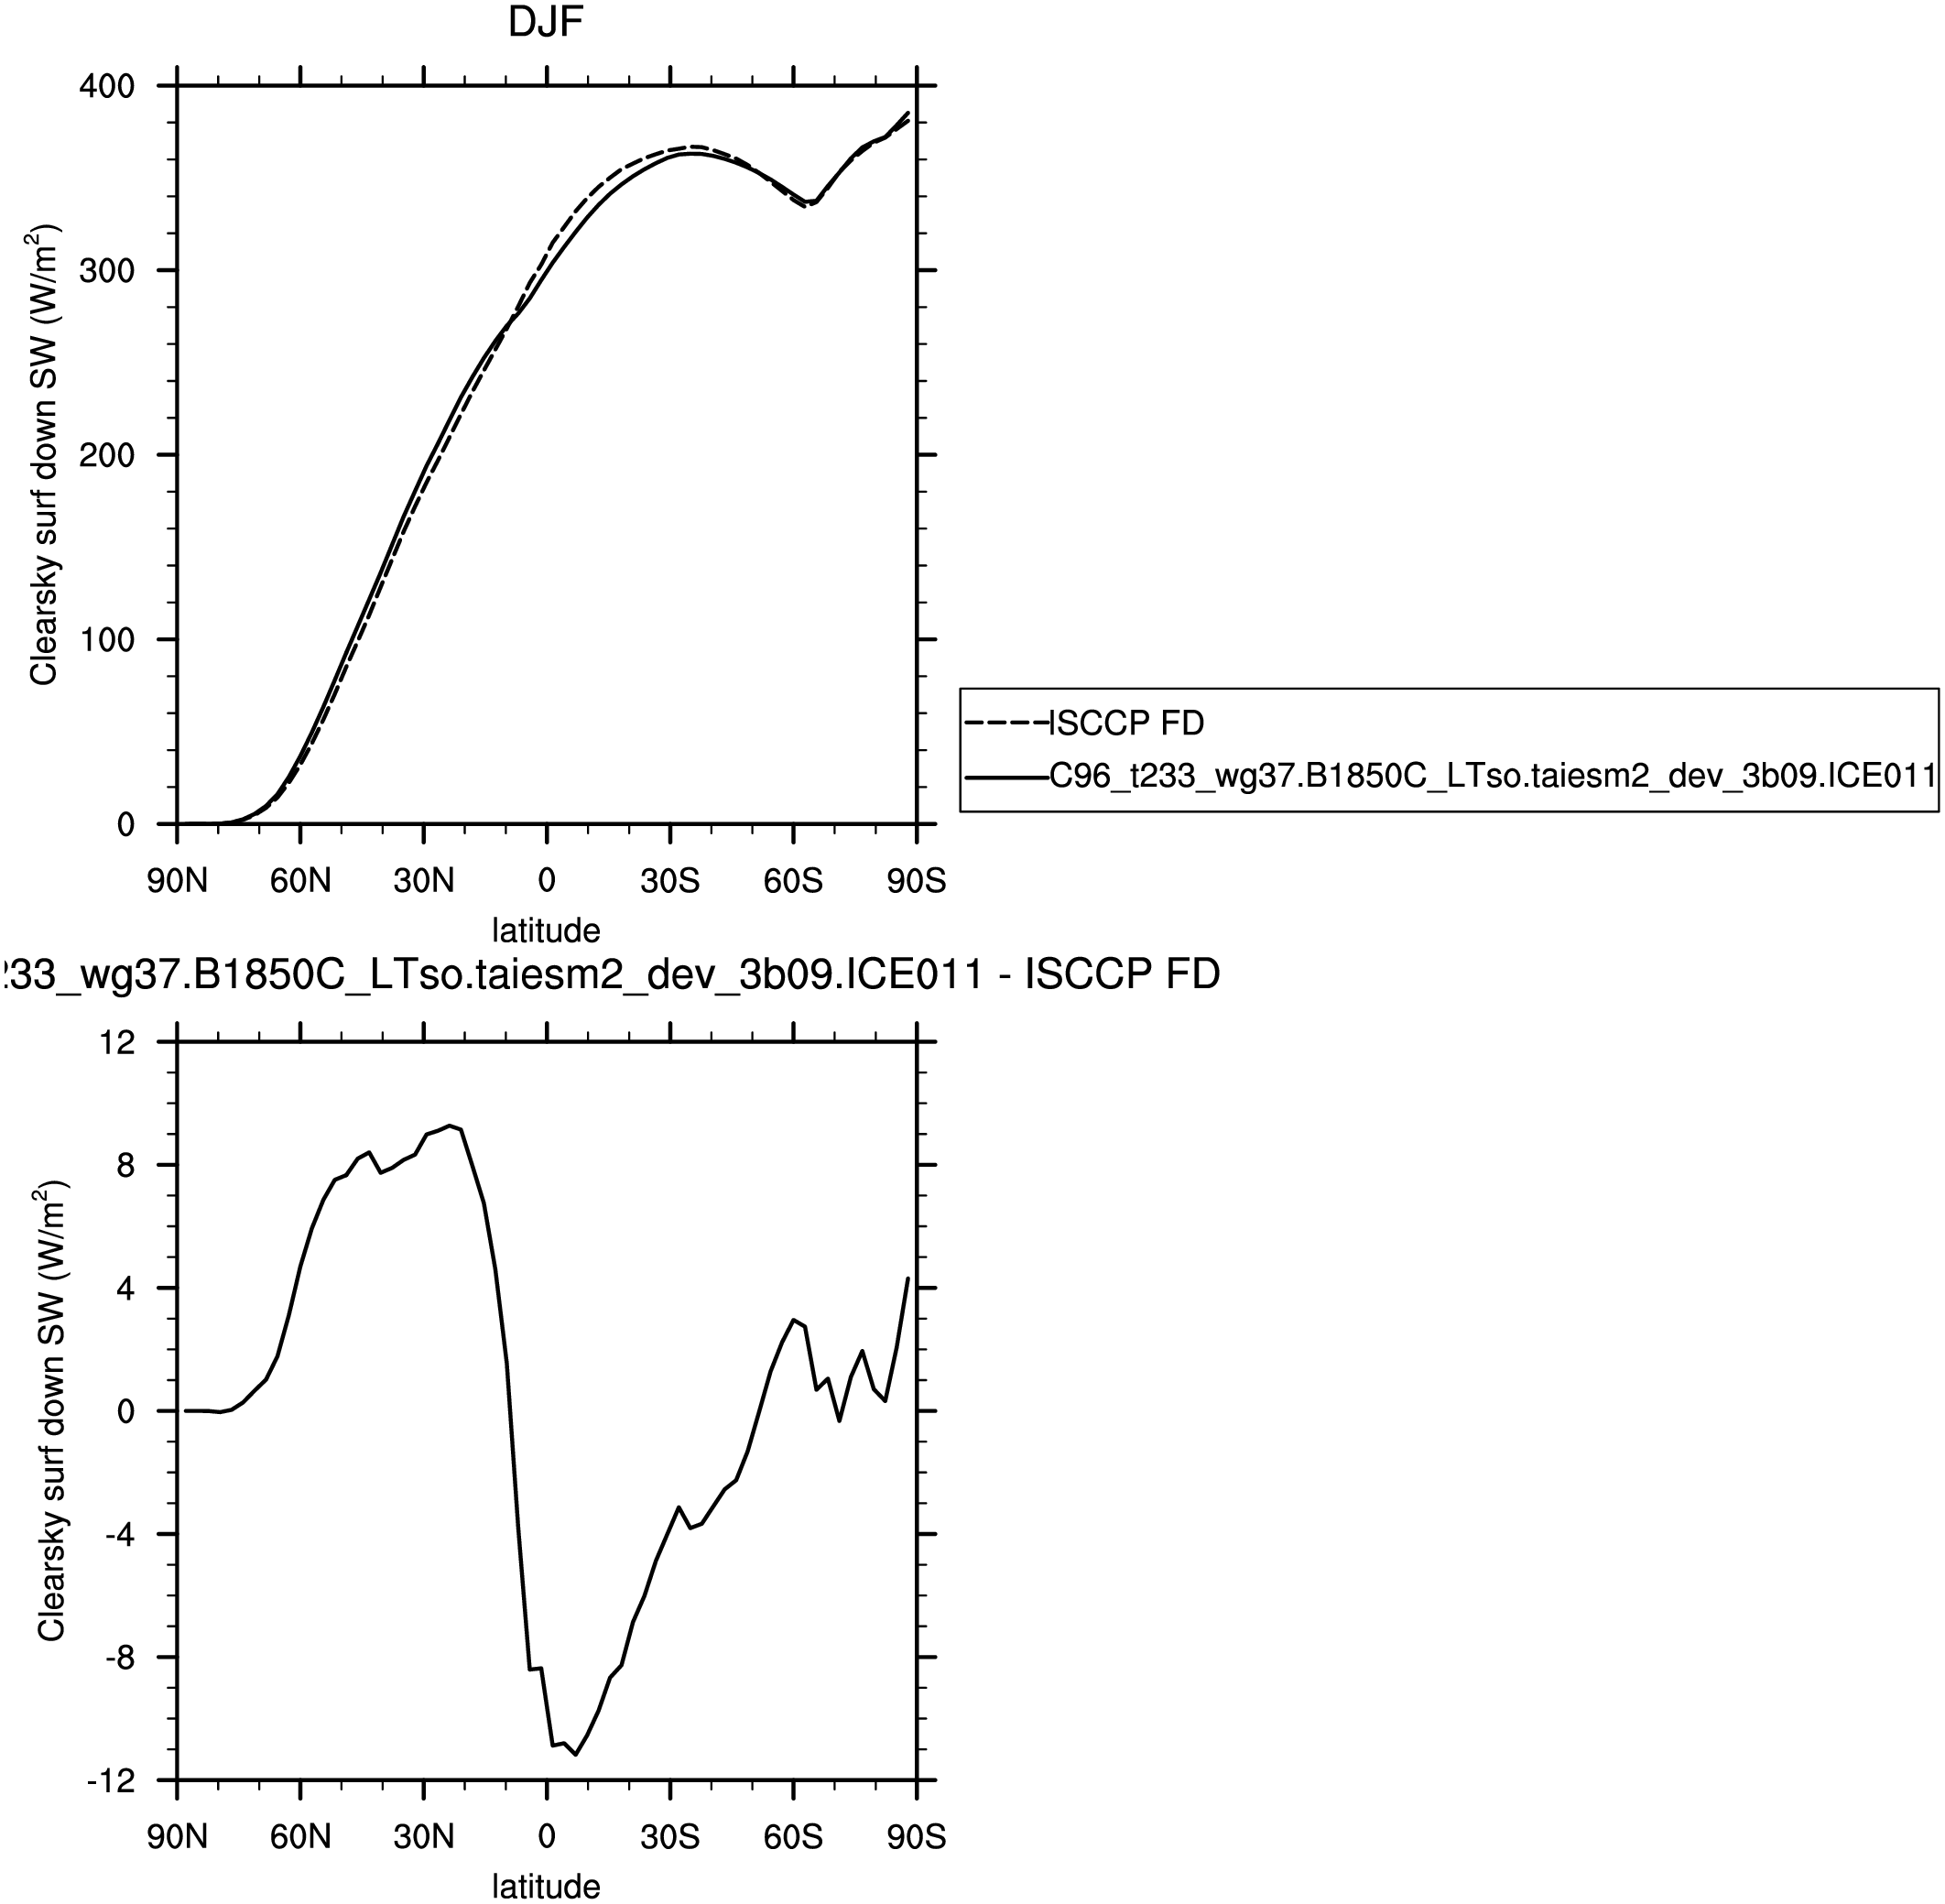 DJF
Clearsky surf down SW (W/m²)
400
300
200
100
0
90N 60N 30N 0 30S 60S 90S
latitude
ISCCP FD
C96_t233_wg37.B1850C_LTso.taiesm2_dev_3b09.ICE011
33_wg37.B1850C_LTso.taiesm2_dev_3b09.ICE011 - ISCCP FD
Clearsky surf down SW (W/m²)
12
8
4
0
-4
-8
-12
90N 60N 30N 0 30S 60S 90S
latitude